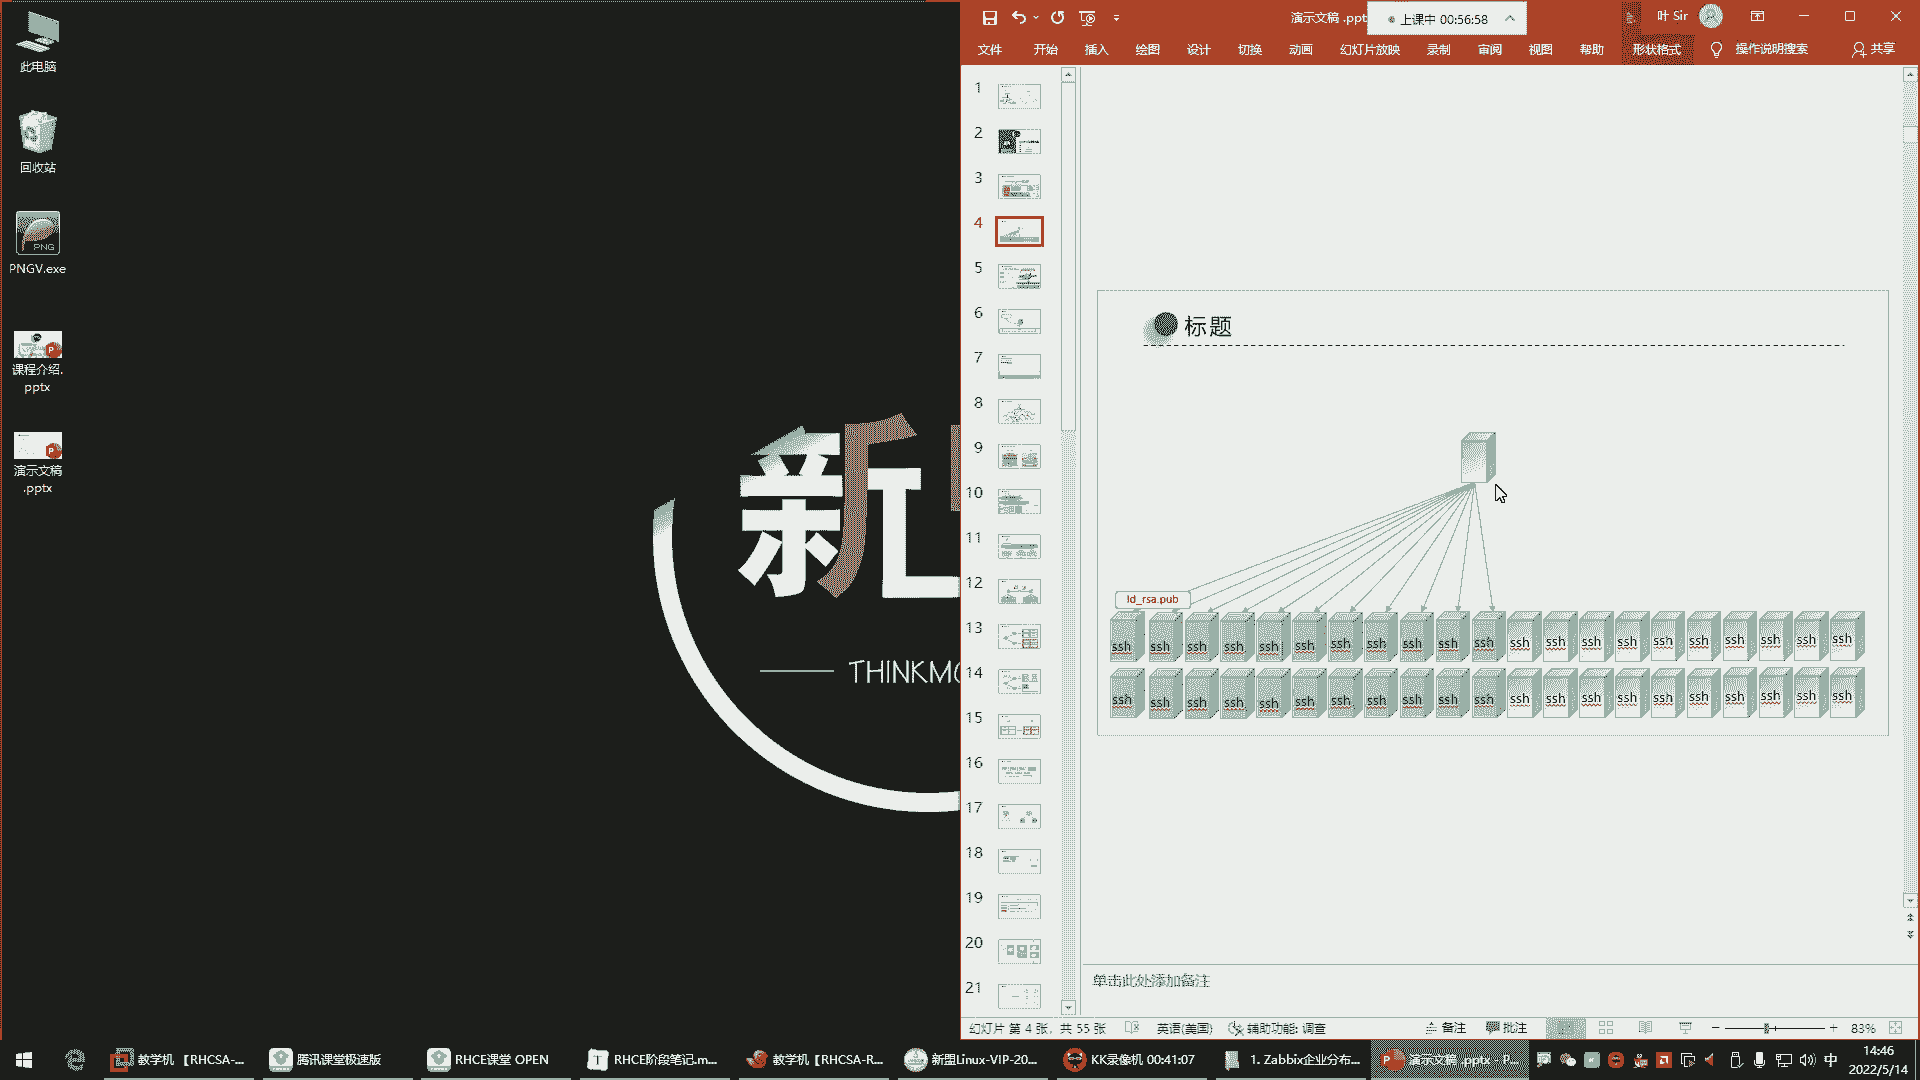 此电脑
回收站
PNG
PNGV.exe
课程介绍.
pptx
演示文稿
.pptx
新
THINKMO
演示文稿 .ppt
上课中 00:56:58
叶 Sir
文件 开始 插入 绘图 设计 切换 动画 幻灯片放映 录制 审阅 视图 帮助 形状格式 操作说明搜索 共享
1
2
3
4
5
6
7
8
9
10
11
12
13
14
15
16
17
18
19
20
21
标题
id_rsa.pub
ssh ssh ssh ssh ssh ssh ssh ssh ssh ssh ssh ssh ssh ssh ssh ssh ssh ssh ssh ssh ssh
ssh ssh ssh ssh ssh ssh ssh ssh ssh ssh ssh ssh ssh ssh ssh ssh ssh ssh ssh ssh ssh
单击此处添加备注
幻灯片 第 4 张，共 55 张 英语(美国) 辅助功能: 调查 备注 批注 83%
教学机 【RHCSA-... 腾讯课堂极速版 RHCE课堂 OPEN RHCE阶段笔记.m... 教学机【RHCSA-R... 新盟Linux-VIP-20... KK录像机 00:41:07 1. Zabbix企业分布... 演示文稿 .pptx - P... 中
14:46
2022/5/14